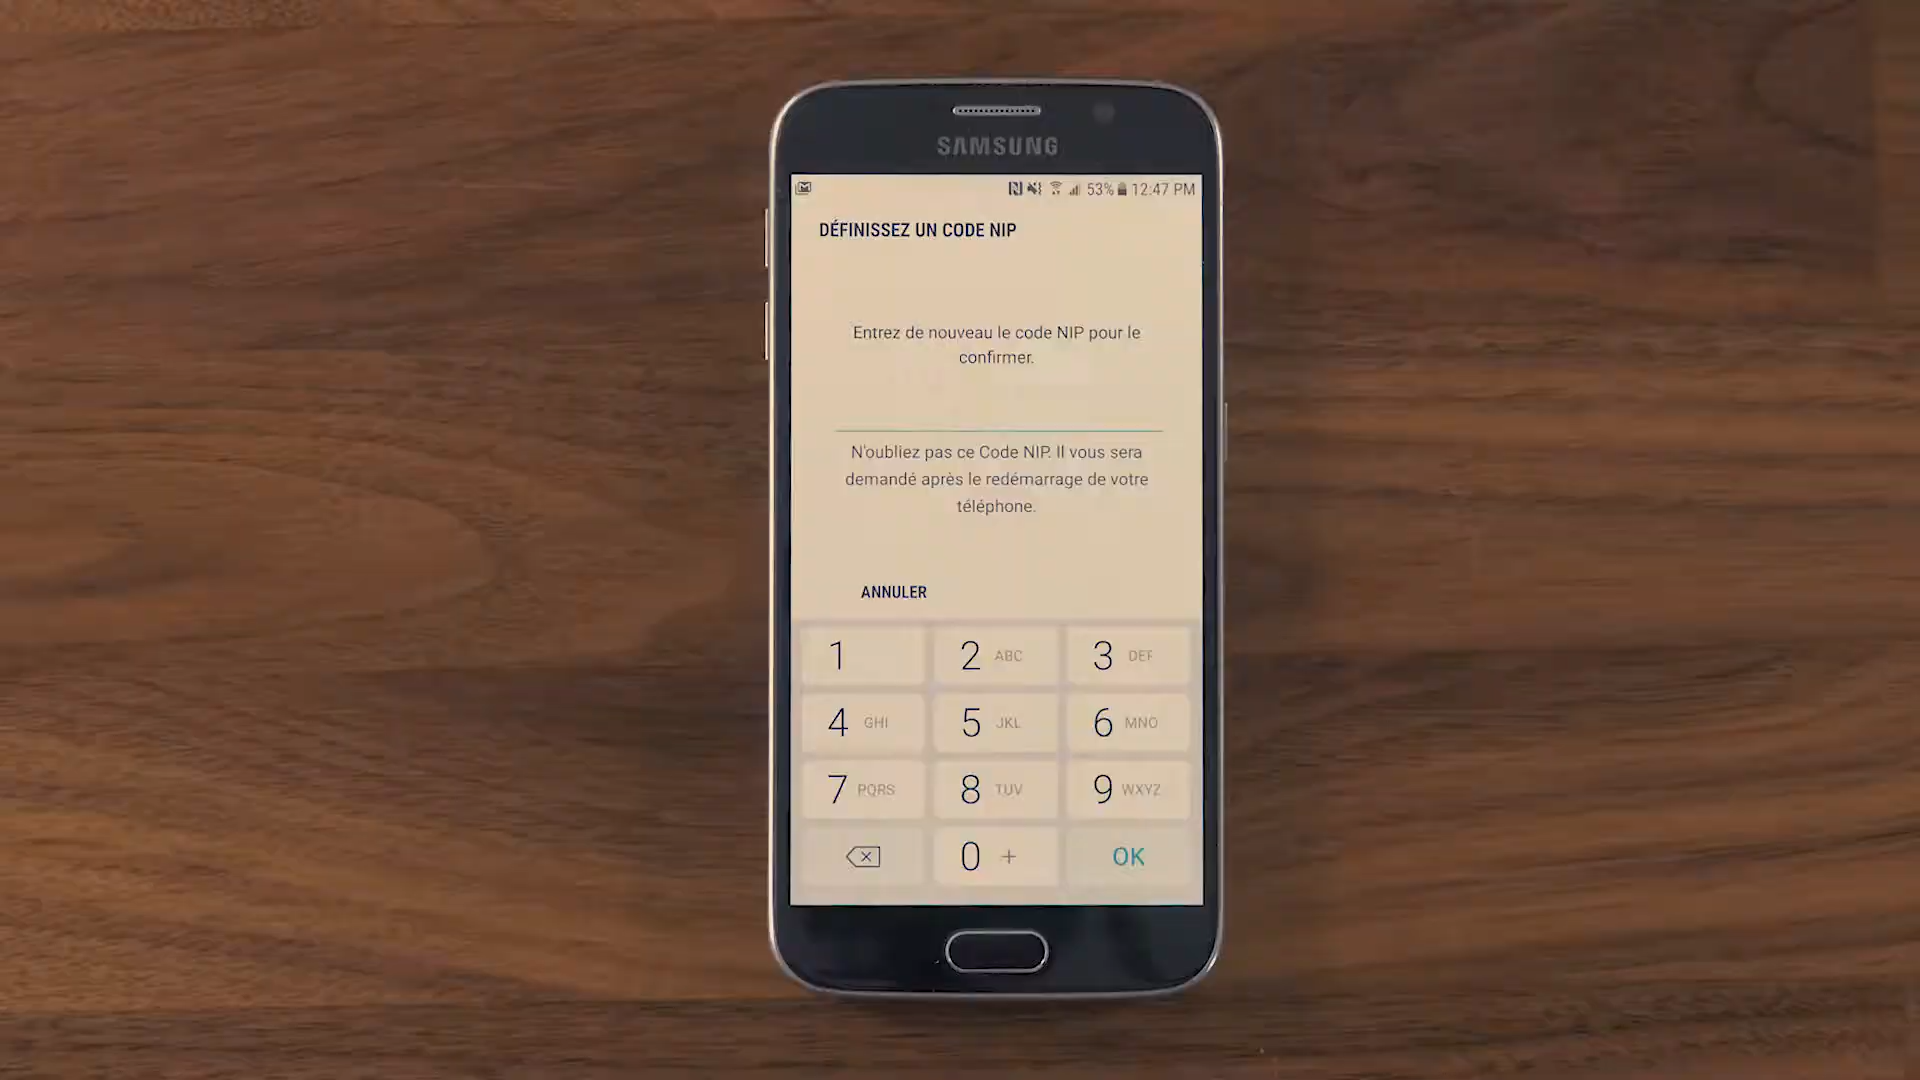 SAMSUNG
53% 12:47 PM
DÉFINISSEZ UN CODE NIP
Entrez de nouveau le code NIP pour le
confirmer.
N'oubliez pas ce Code NIP. Il vous sera
demandé après le redémarrage de votre
téléphone.
ANNULER
1 2 ABC 3 DEF
4 GHI 5 JKL 6 MNO
7 PQRS 8 TUV 9 WXYZ
0 + OK